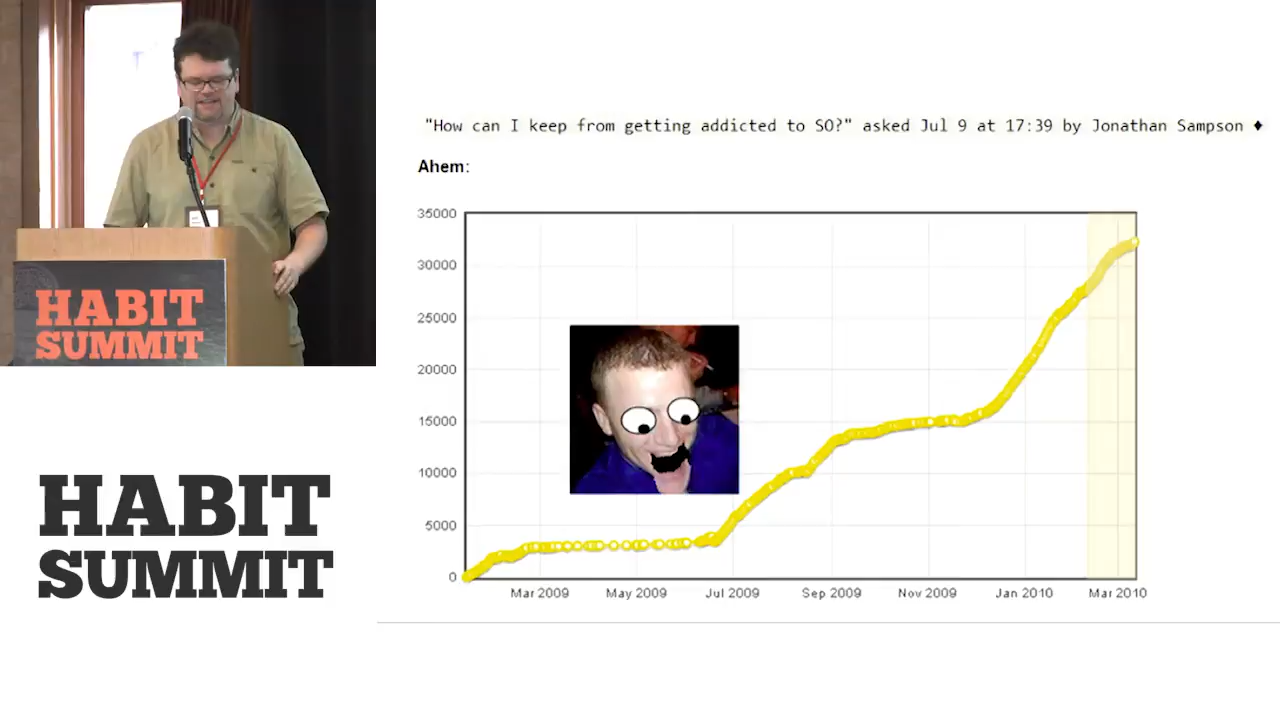 HABIT
SUMMIT
HABIT
SUMMIT
"How can I keep from getting addicted to SO?" asked Jul 9 at 17:39 by Jonathan Sampson ♦
Ahem:
35000
30000
25000
20000
15000
10000
5000
0
Mar 2009 May 2009 Jul 2009 Sep 2009 Nov 2009 Jan 2010 Mar 2010